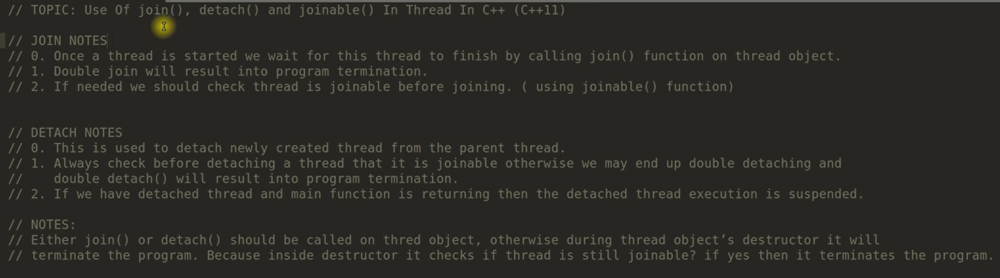 // TOPIC: Use Of join(), detach() and joinable() In Thread In C++ (C++11)
// JOIN NOTES
// 0. Once a thread is started we wait for this thread to finish by calling join() function on thread object.
// 1. Double join will result into program termination.
// 2. If needed we should check thread is joinable before joining. ( using joinable() function)
// DETACH NOTES
// 0. This is used to detach newly created thread from the parent thread.
// 1. Always check before detaching a thread that it is joinable otherwise we may end up double detaching and
//    double detach() will result into program termination.
// 2. If we have detached thread and main function is returning then the detached thread execution is suspended.
// NOTES:
// Either join() or detach() should be called on thred object, otherwise during thread object’s destructor it will
// terminate the program. Because inside destructor it checks if thread is still joinable? if yes then it terminates the program.